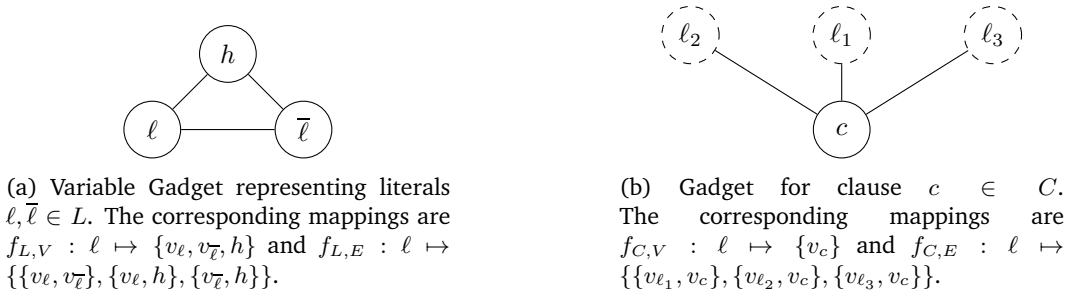 h
ℓ
ℓ̅
ℓ₂
ℓ₁
ℓ₃
c
(a) Variable Gadget representing literals
ℓ, ℓ̅ ∈ L. The corresponding mappings are
f_{L,V} : ℓ ↦ {v_ℓ, v_ℓ̅, h} and f_{L,E} : ℓ ↦
{{v_ℓ, v_ℓ̅}, {v_ℓ, h}, {v_ℓ̅, h}}.
(b) Gadget for clause c ∈ C.
The corresponding mappings are
f_{C,V} : ℓ ↦ {v_c} and f_{C,E} : ℓ ↦
{{v_{ℓ₁}, v_c}, {v_{ℓ₂}, v_c}, {v_{ℓ₃}, v_c}}.